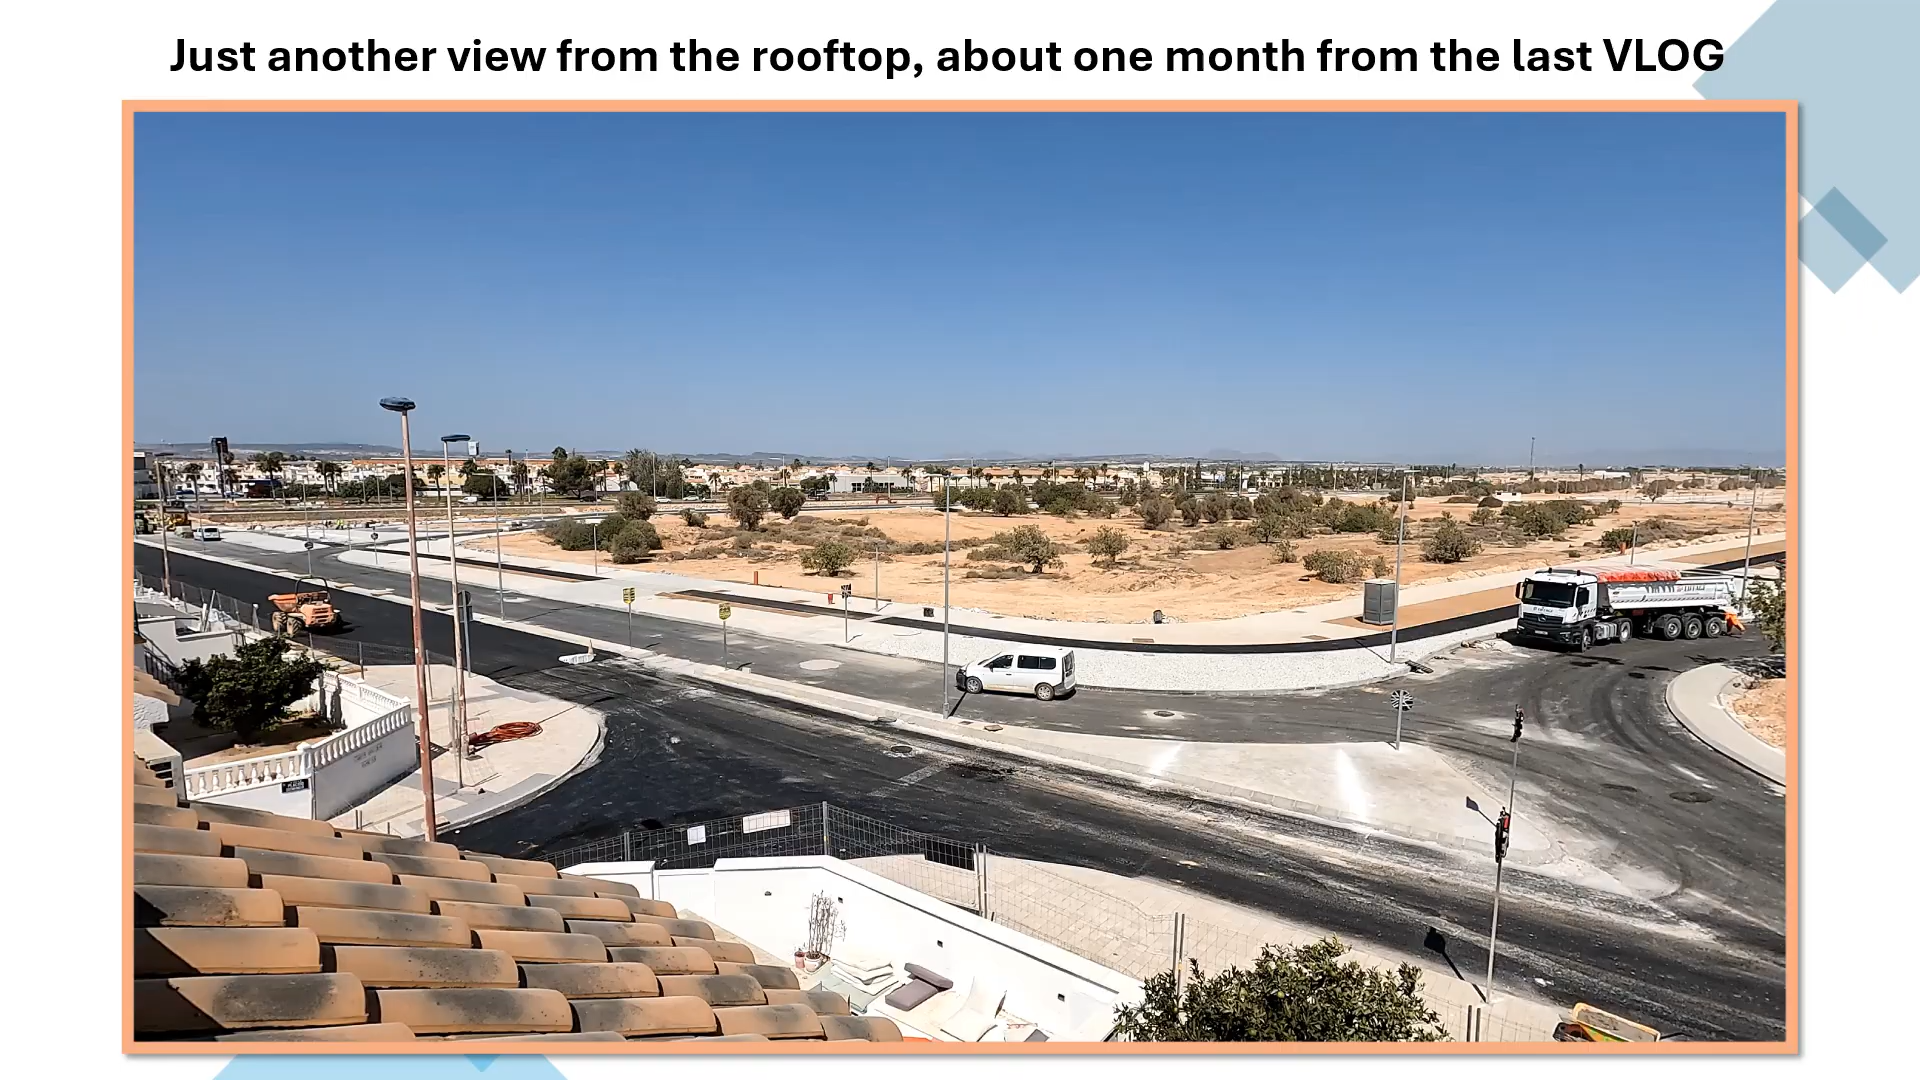 Just another view from the rooftop, about one month from the last VLOG